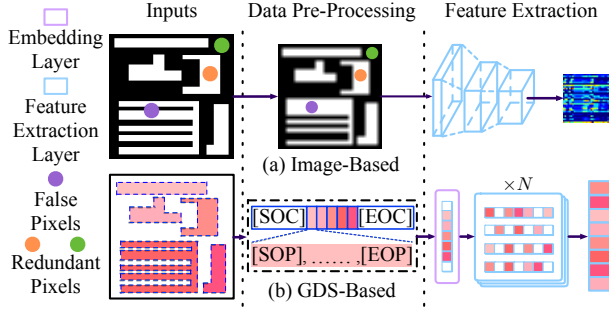 Inputs
Data Pre-Processing
Feature Extraction
Embedding
Layer
Feature
Extraction
Layer
False
Pixels
Redundant
Pixels
(a) Image-Based
×N
[SOC]
[EOC]
[SOP],......,[EOP]
(b) GDS-Based